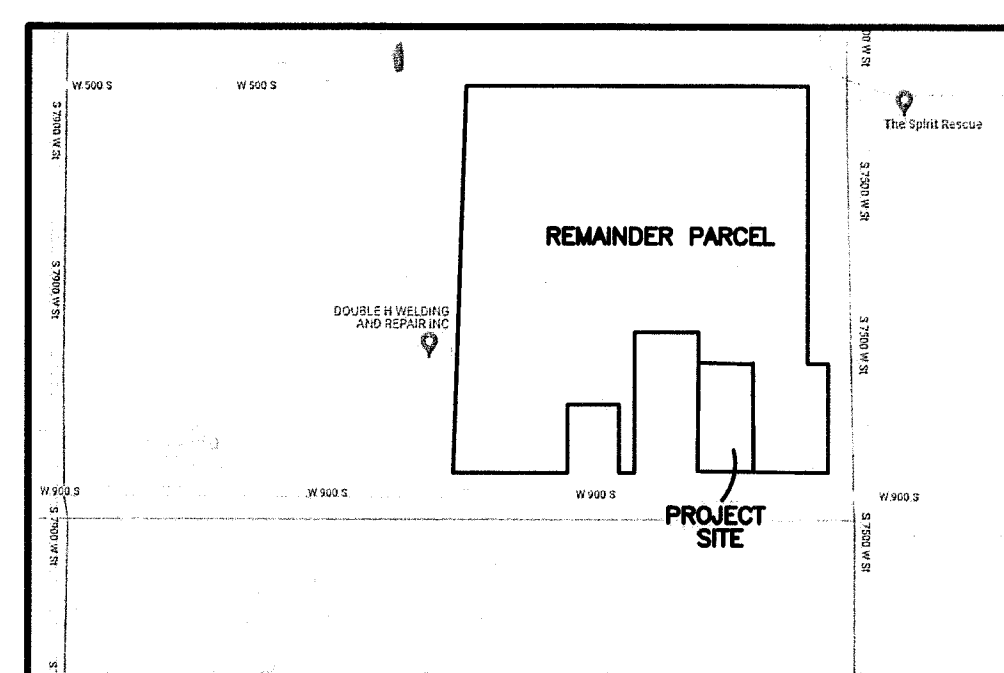 W 500 S
W 500 S
S 7900 W St
The Spirit Rescue
S 7500 W St
REMAINDER PARCEL
S 7900 W St
DOUBLE H WELDING
AND REPAIR INC
S 7500 W St
W 900 S
W 900 S
W 900 S
W 900 S
PROJECT
SITE
S 7900 W St
S 7500 W St